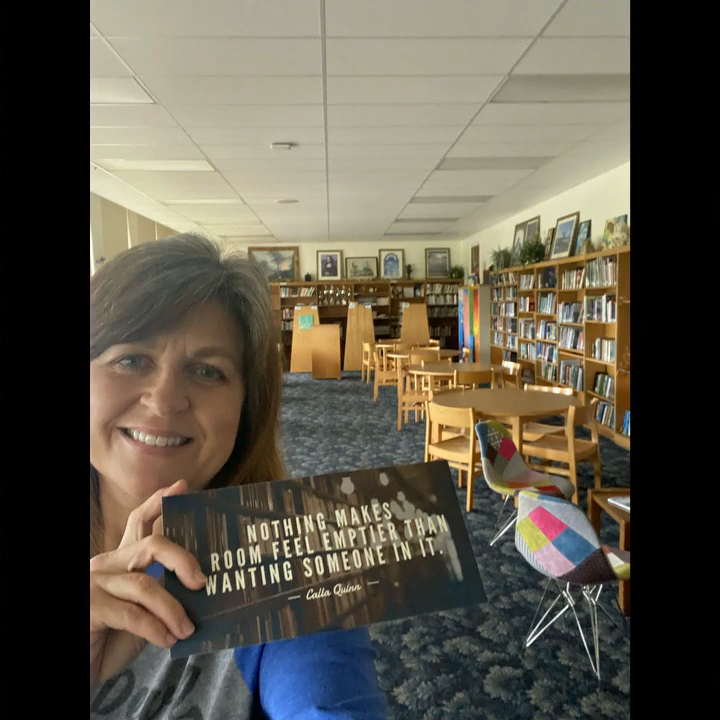 NOTHING MAKES
ROOM FEEL EMPTIER THAN
WANTING SOMEONE IN IT.
— Calla Quinn —